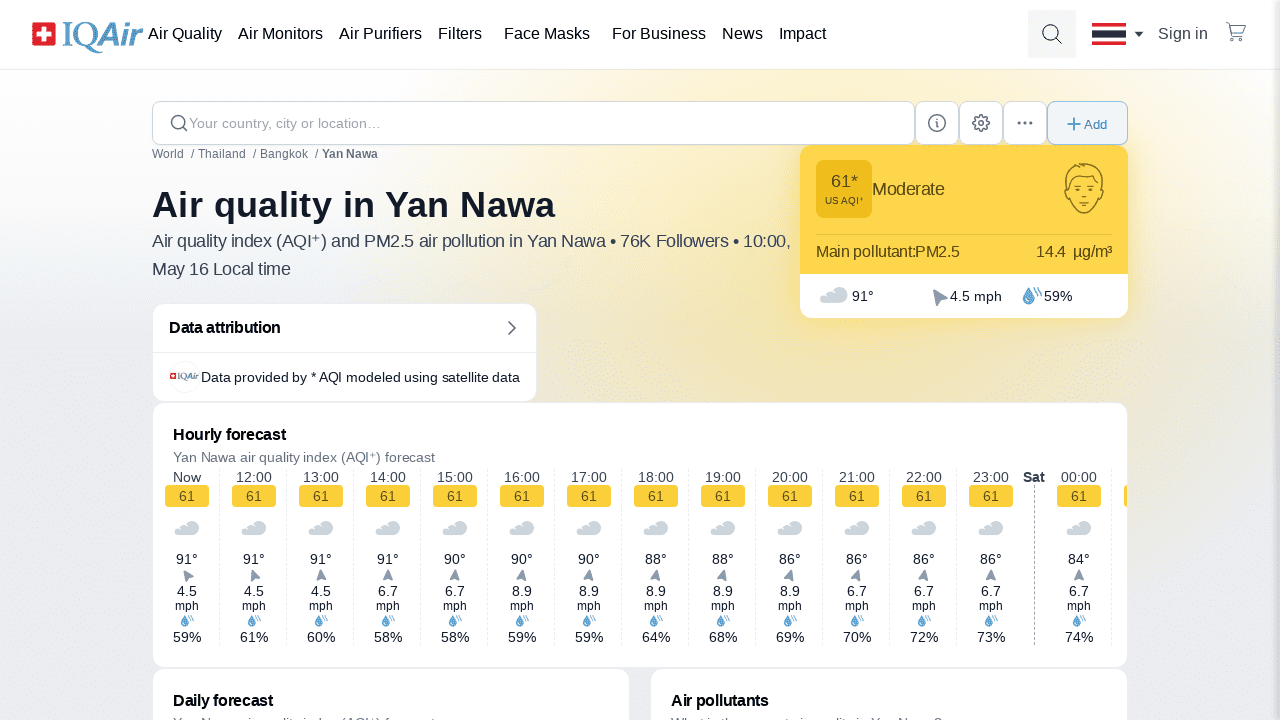 IQAir Air Quality Air Monitors Air Purifiers Filters Face Masks For Business News Impact Sign in
Your country, city or location…
Add
World / Thailand / Bangkok / Yan Nawa
Air quality in Yan Nawa
Air quality index (AQI⁺) and PM2.5 air pollution in Yan Nawa • 76K Followers • 10:00,
May 16 Local time
61*
US AQI⁺
Moderate
Main pollutant:PM2.5 14.4 µg/m³
91° 4.5 mph 59%
Data attribution
IQAir Data provided by * AQI modeled using satellite data
Hourly forecast
Yan Nawa air quality index (AQI⁺) forecast
Now 12:00 13:00 14:00 15:00 16:00 17:00 18:00 19:00 20:00 21:00 22:00 23:00 Sat 00:00
61 61 61 61 61 61 61 61 61 61 61 61 61 61
91° 91° 91° 91° 90° 90° 90° 88° 88° 86° 86° 86° 86° 84°
4.5 4.5 4.5 6.7 6.7 8.9 8.9 8.9 8.9 8.9 6.7 6.7 6.7 6.7
mph mph mph mph mph mph mph mph mph mph mph mph mph mph
59% 61% 60% 58% 58% 59% 59% 64% 68% 69% 70% 72% 73% 74%
Daily forecast
Air pollutants